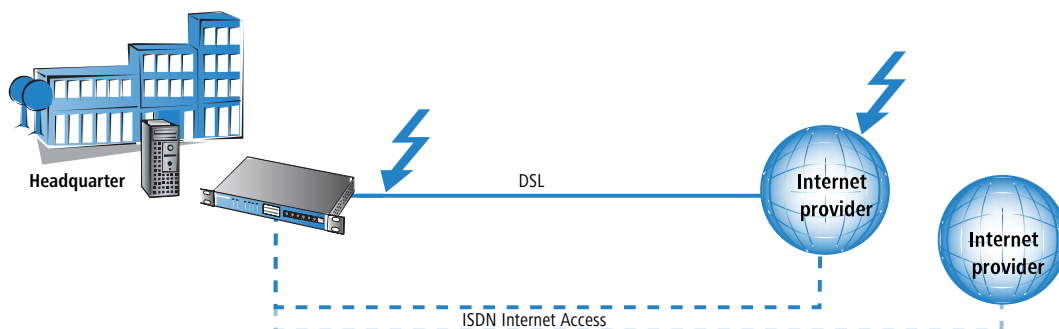 Headquarter
DSL
Internet
provider
Internet
provider
ISDN Internet Access